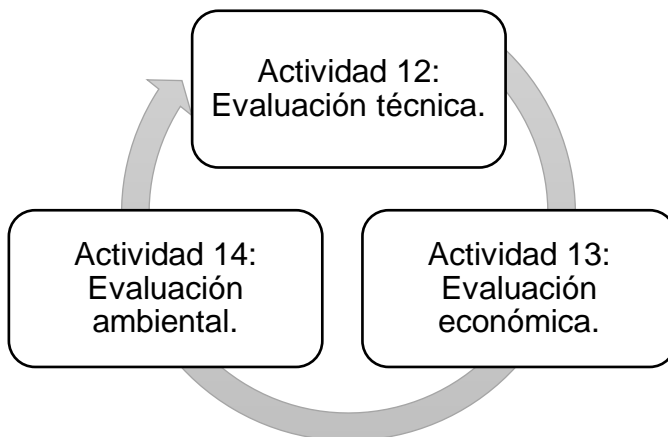 Actividad 12:
Evaluación técnica.
Actividad 14:
Evaluación
ambiental.
Actividad 13:
Evaluación
económica.